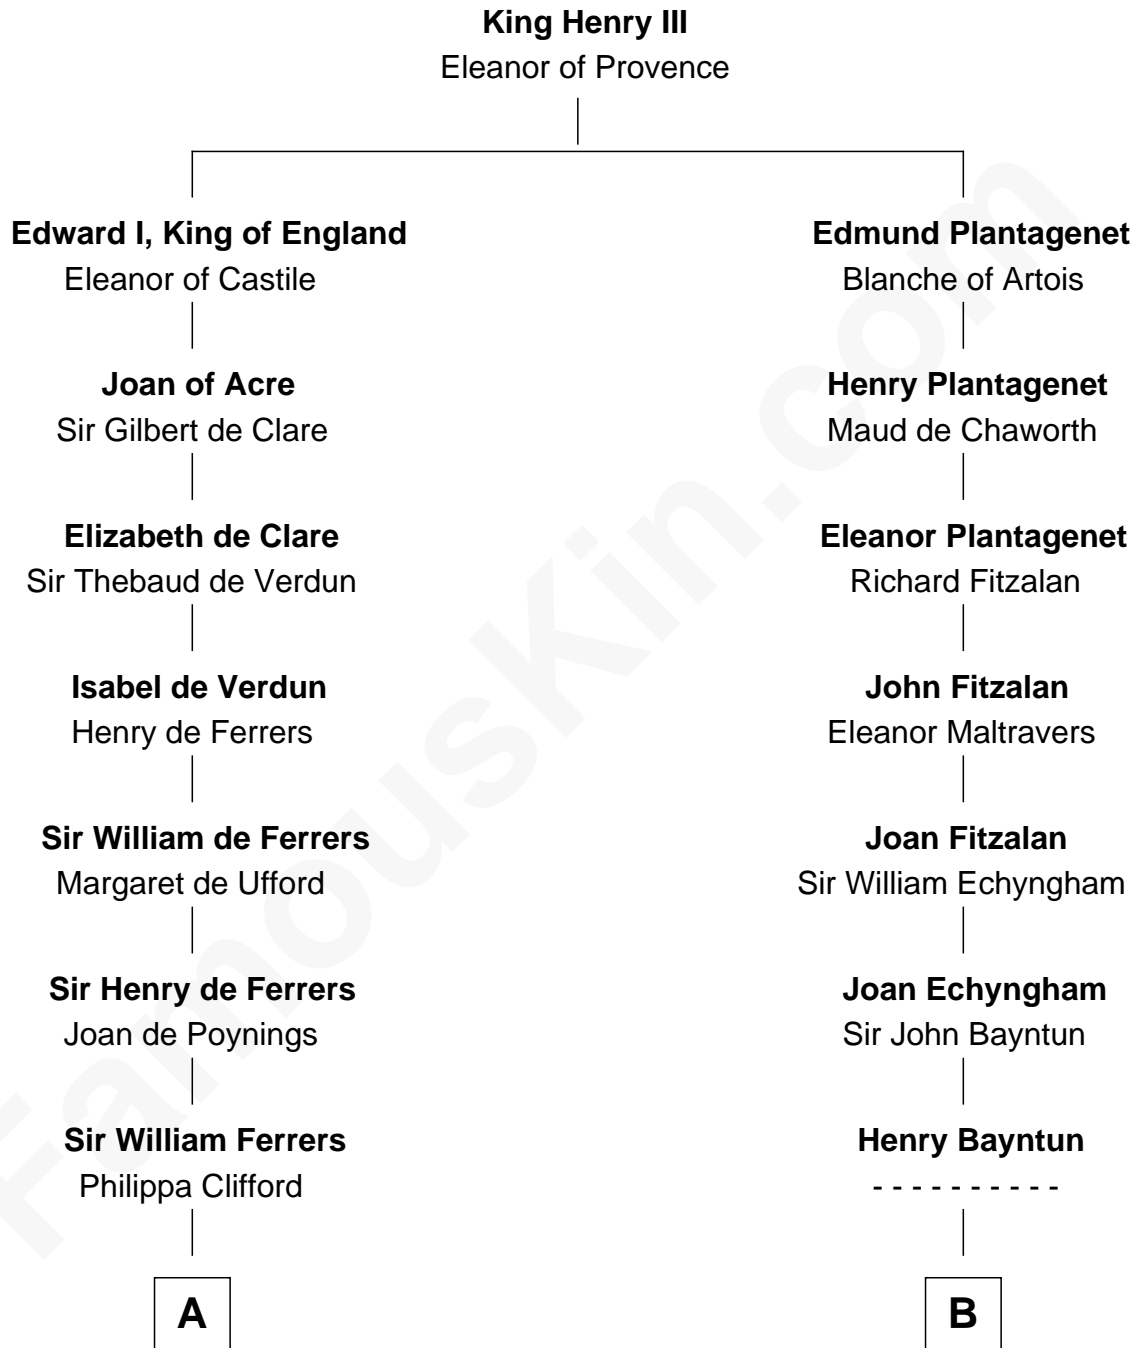 King Henry III
Eleanor of Provence
Edward I, King of England
Eleanor of Castile
Edmund Plantagenet
Blanche of Artois
Joan of Acre
Sir Gilbert de Clare
Henry Plantagenet
Maud de Chaworth
Elizabeth de Clare
Sir Thebaud de Verdun
Eleanor Plantagenet
Richard Fitzalan
Isabel de Verdun
Henry de Ferrers
John Fitzalan
Eleanor Maltravers
Sir William de Ferrers
Margaret de Ufford
Joan Fitzalan
Sir William Echyngham
Sir Henry de Ferrers
Joan de Poynings
Joan Echyngham
Sir John Bayntun
Sir William Ferrers
Philippa Clifford
Henry Bayntun
- - - - - - - - - -
A
B
FamousKin.com